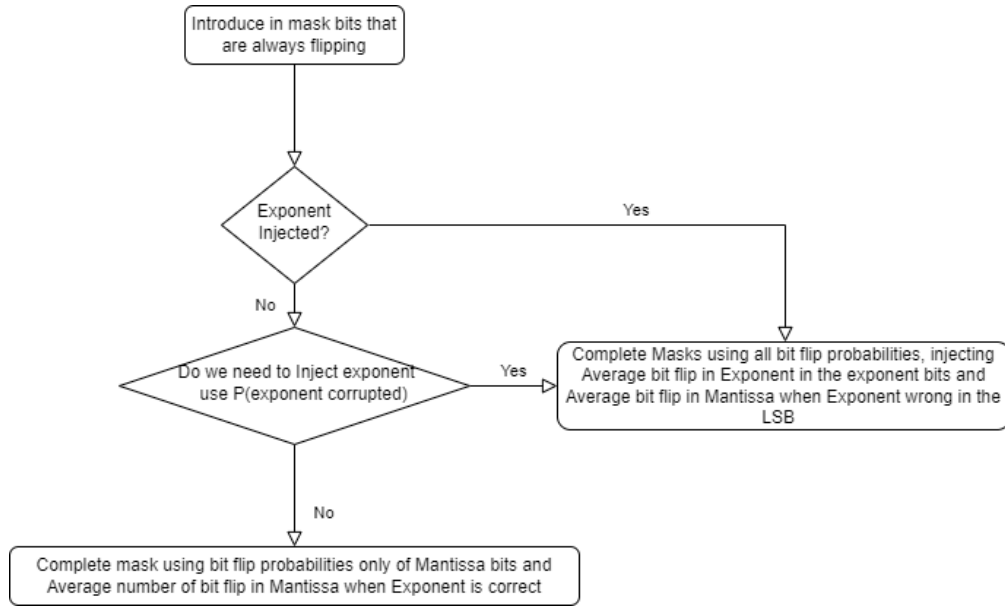 Introduce in mask bits that
are always flipping
Exponent
Injected?
Yes
No
Do we need to Inject exponent
use P(exponent corrupted)
Yes
Complete Masks using all bit flip probabilities, injecting
Average bit flip in Exponent in the exponent bits and
Average bit flip in Mantissa when Exponent wrong in the
LSB
No
Complete mask using bit flip probabilities only of Mantissa bits and
Average number of bit flip in Mantissa when Exponent is correct